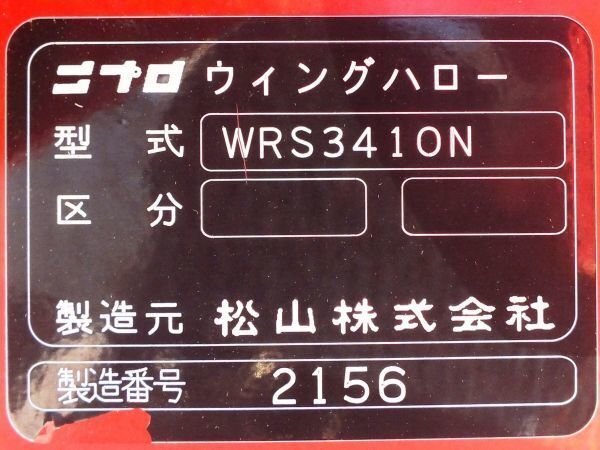 ニプロ ウィングハロー
型式 WRS3410N
区分
製造元 松山株式会社
製造番号 2156